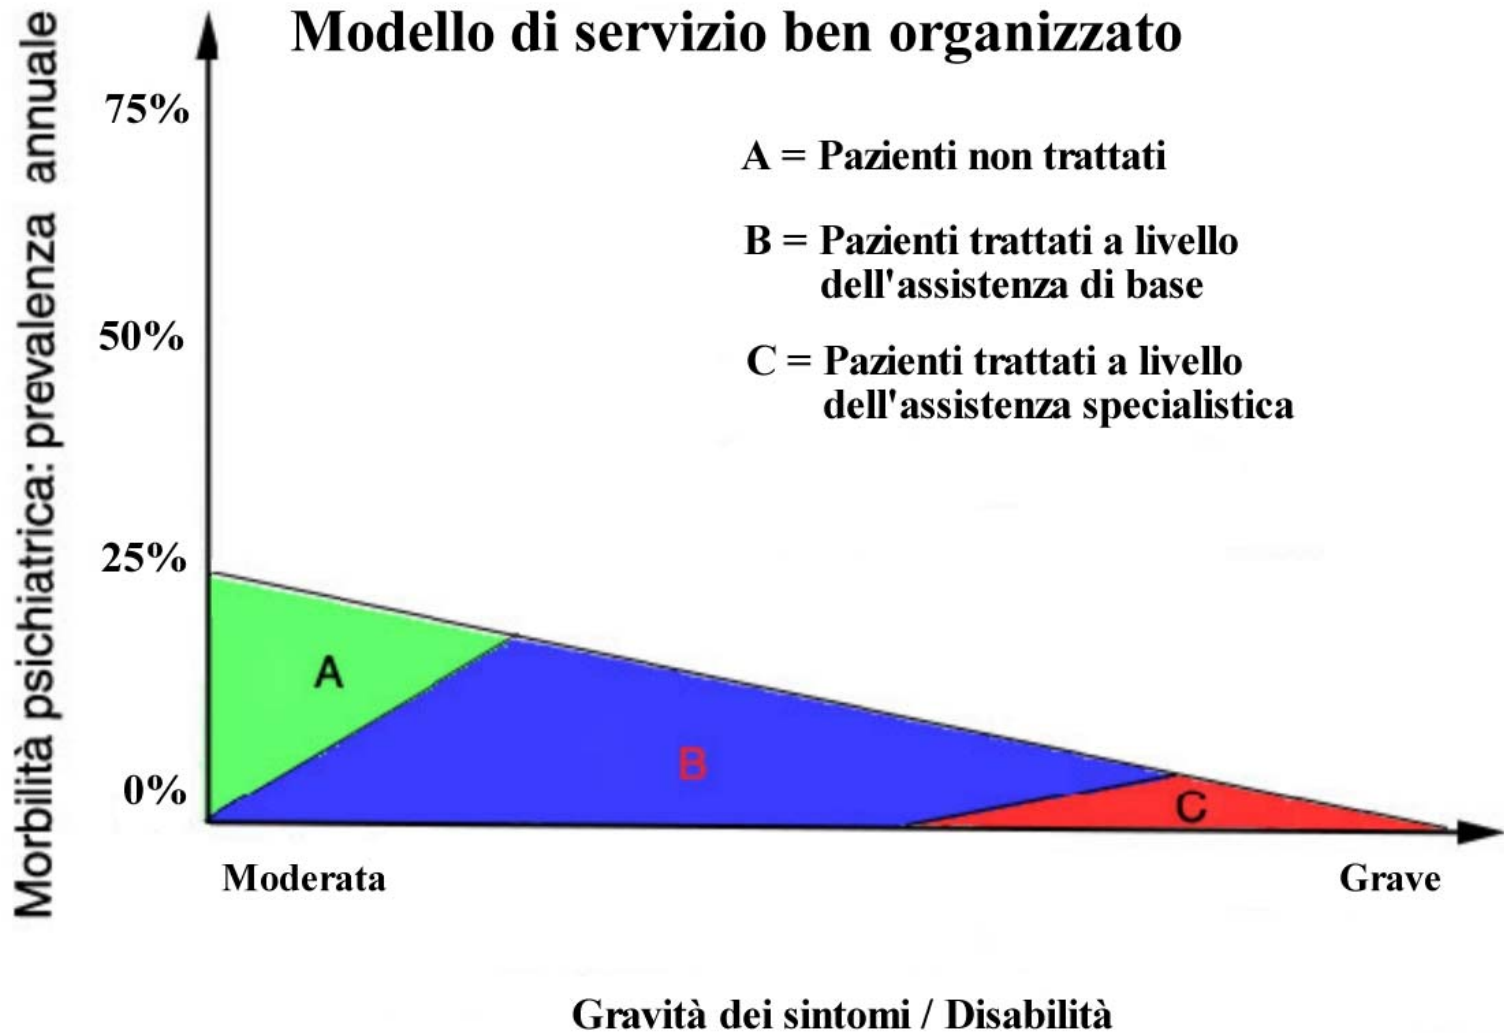 Modello di servizio ben organizzato
Morbilità psichiatrica: prevalenza annuale
75%
50%
25%
0%
A = Pazienti non trattati
B = Pazienti trattati a livello
dell'assistenza di base
C = Pazienti trattati a livello
dell'assistenza specialistica
A
B
C
Moderata
Grave
Gravità dei sintomi / Disabilità